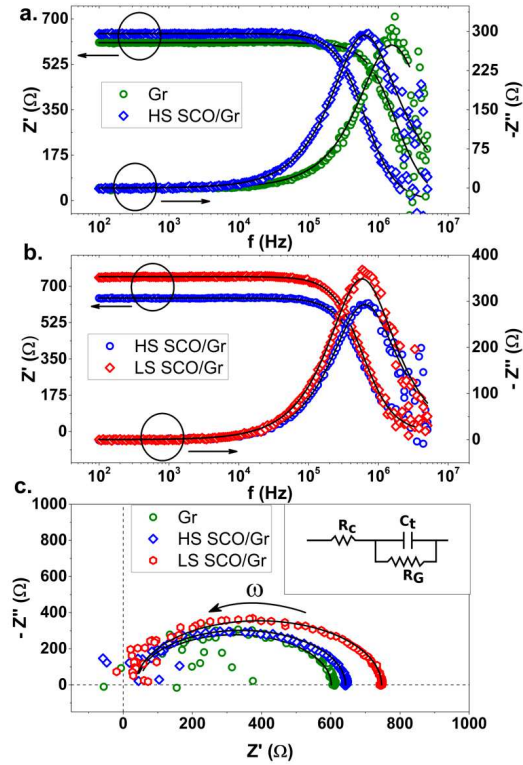 a.
700
525
350
175
0
Z' (Ω)
300
225
150
75
0
-Z'' (Ω)
Gr
HS SCO/Gr
10² 10³ 10⁴ 10⁵ 10⁶ 10⁷
f (Hz)
b.
700
525
350
175
0
Z' (Ω)
400
300
200
100
0
- Z'' (Ω)
HS SCO/Gr
LS SCO/Gr
10² 10³ 10⁴ 10⁵ 10⁶ 10⁷
f (Hz)
c.
1000
800
600
400
200
0
- Z'' (Ω)
Gr
HS SCO/Gr
LS SCO/Gr
Rc
Ct
RG
ω
0 200 400 600 800 1000
Z' (Ω)